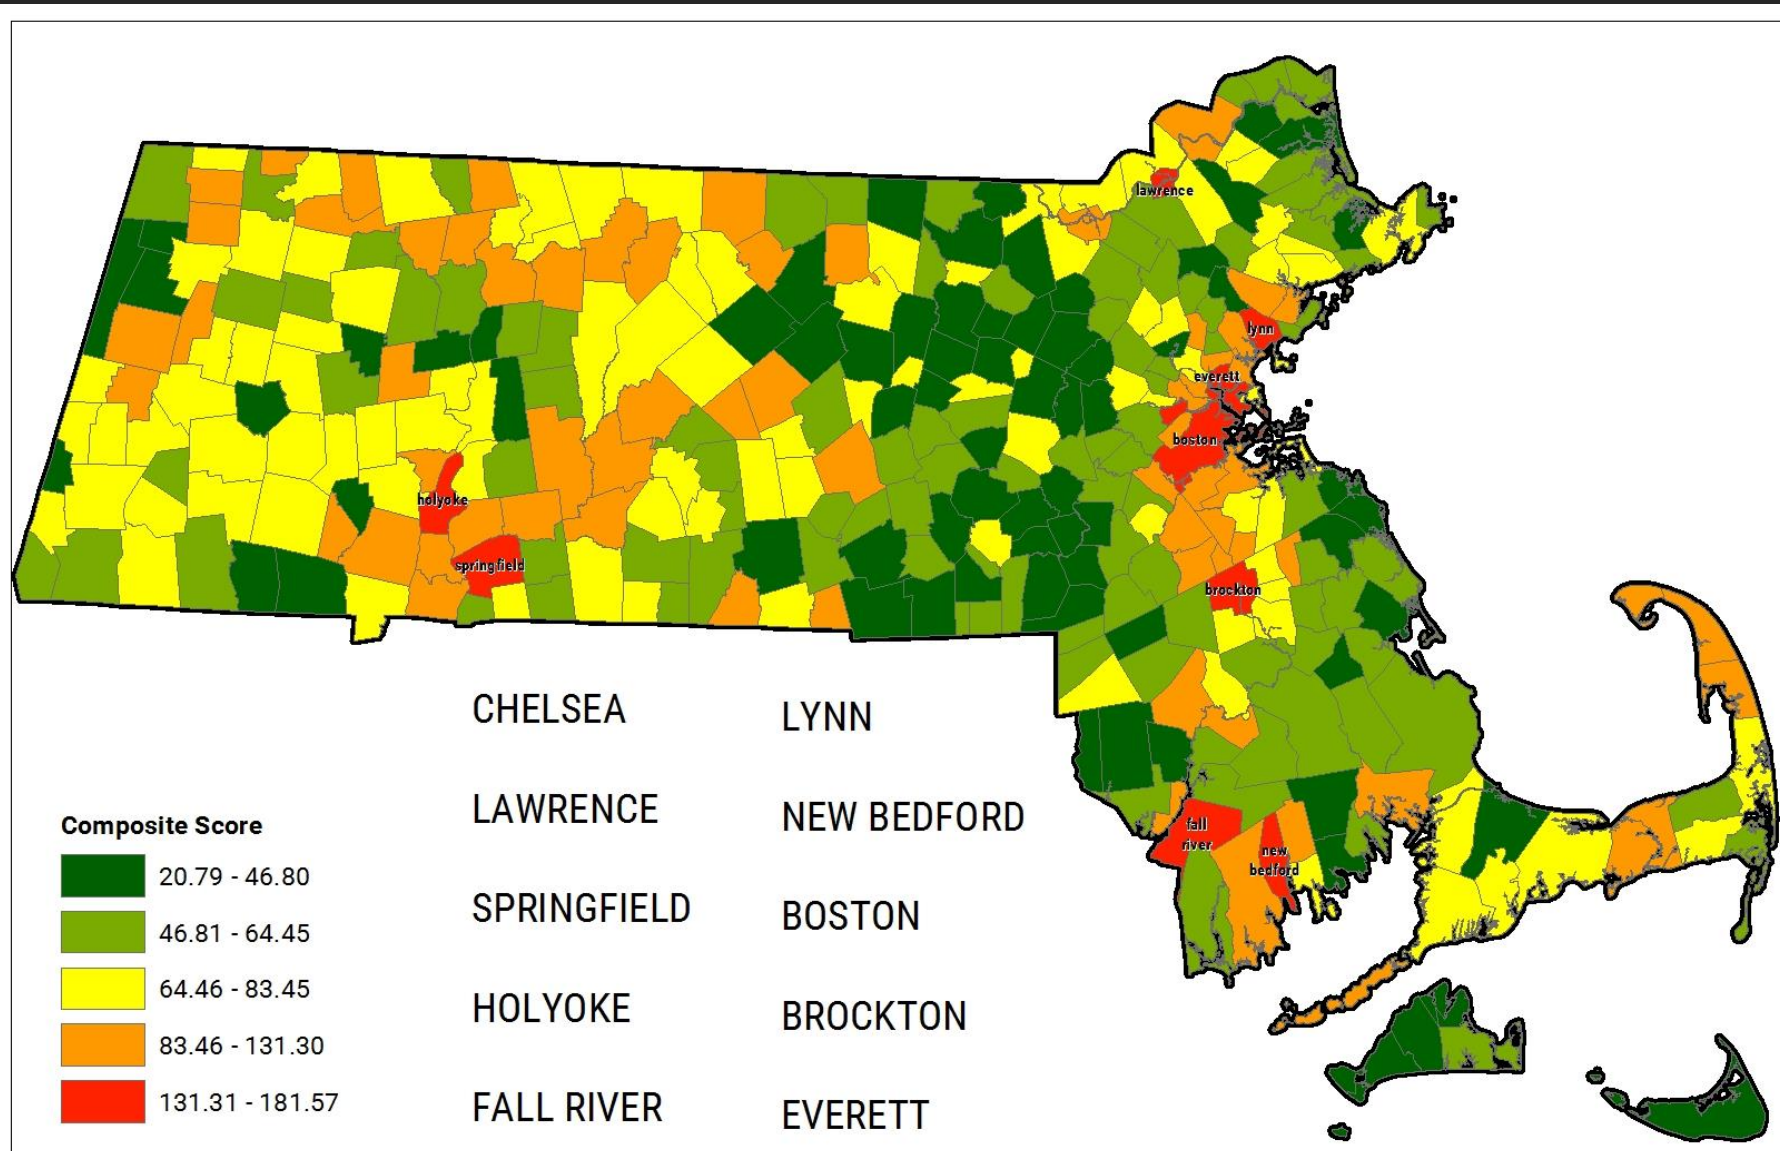 lawrence
lynn
everett
boston
holyoke
springfield
brockton
fall
river
new
bedford
CHELSEA
LAWRENCE
SPRINGFIELD
HOLYOKE
FALL RIVER
LYNN
NEW BEDFORD
BOSTON
BROCKTON
EVERETT
Composite Score
20.79 - 46.80
46.81 - 64.45
64.46 - 83.45
83.46 - 131.30
131.31 - 181.57